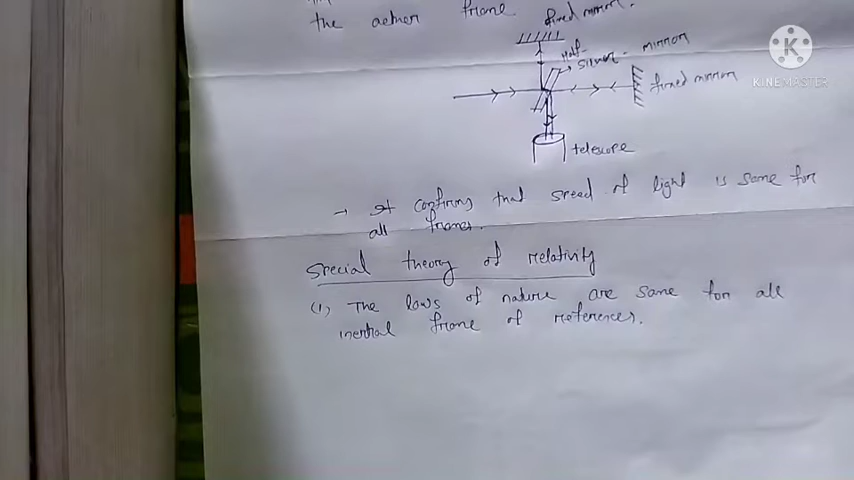 the aether frame
fixed mirror.
Half-
silver - mirror
fixed mirror
telescope
→ It confirms that speed of light is same for
all frames.
Special theory of relativity
(1) The laws of nature are same for all
inertial frame of references.
K
KINEMASTER